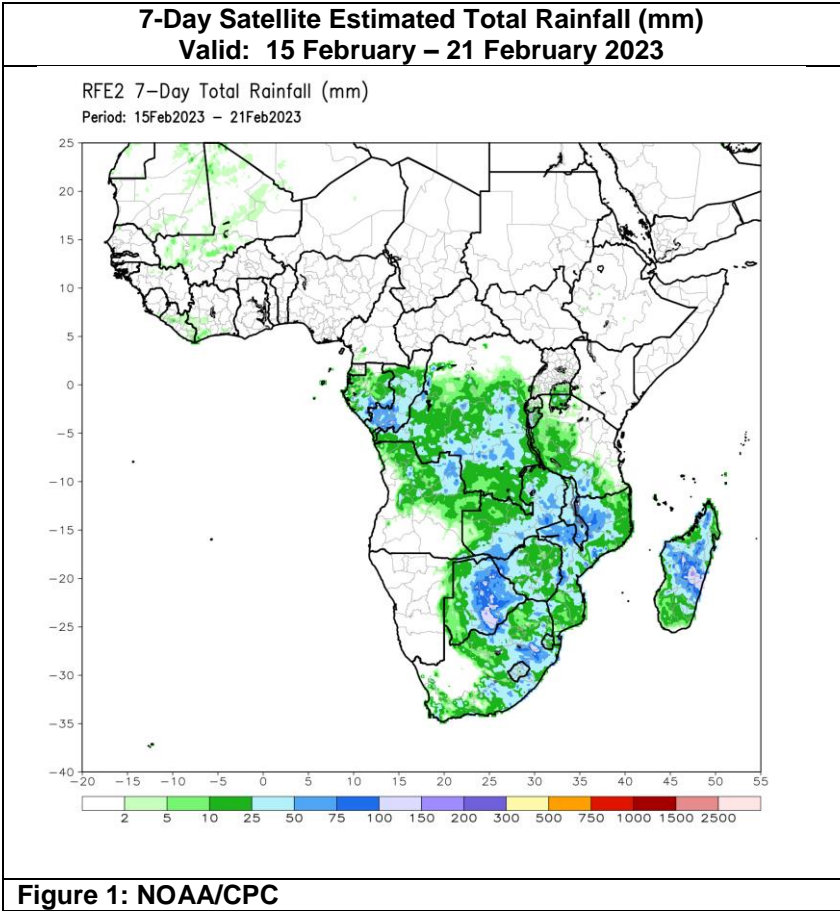 7-Day Satellite Estimated Total Rainfall (mm)
Valid: 15 February – 21 February 2023
RFE2 7-Day Total Rainfall (mm)
Period: 15Feb2023 – 21Feb2023
25
20
15
10
5
0
−5
−10
−15
−20
−25
−30
−35
−40
−20 −15 −10 −5 0 5 10 15 20 25 30 35 40 45 50 55
2 5 10 25 50 75 100 150 200 300 500 750 1000 1500 2500
Figure 1: NOAA/CPC